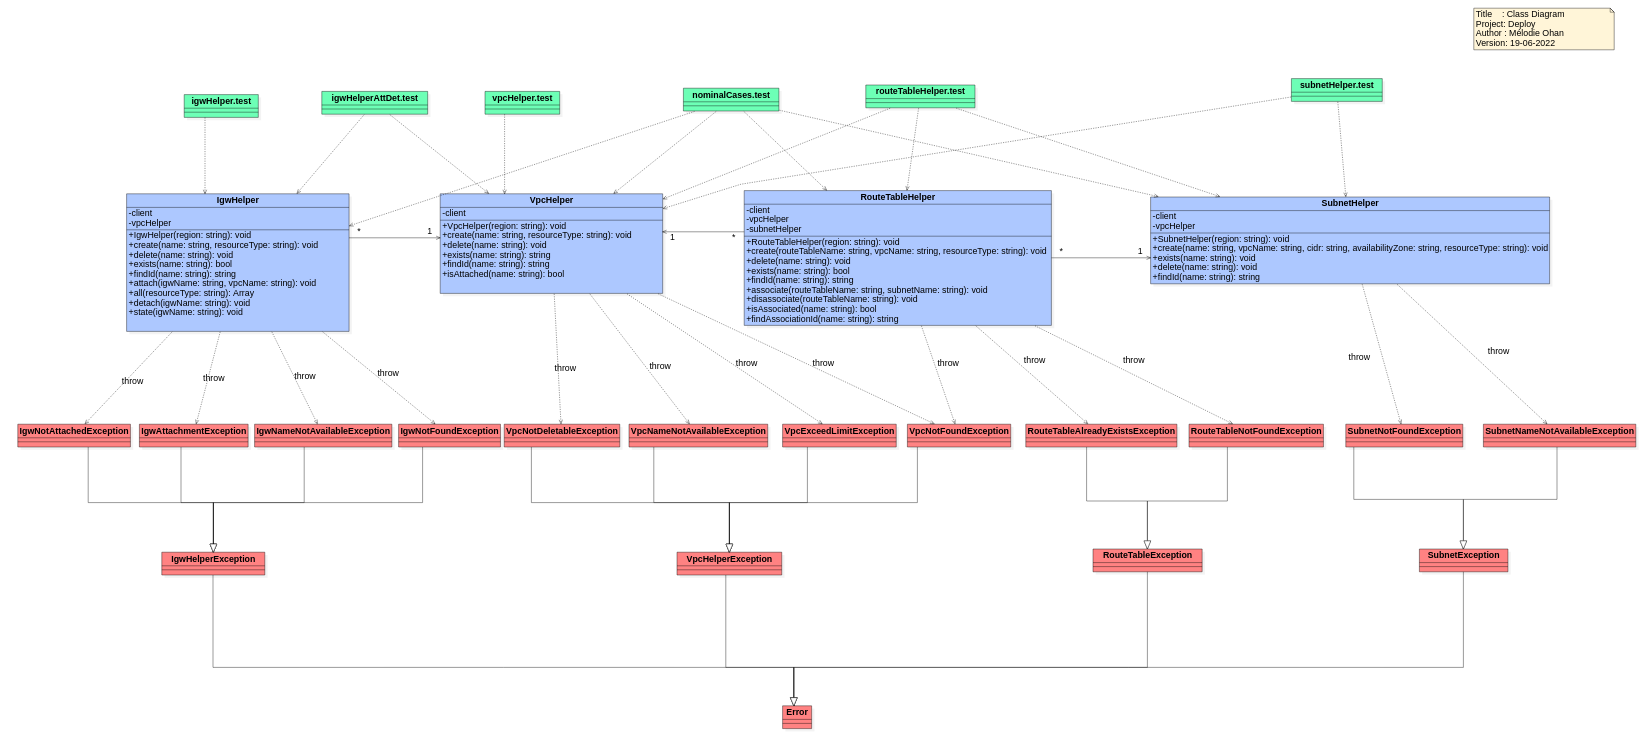 Title    : Class Diagram
Project: Deploy
Author : Mélodie Ohan
Version: 19-06-2022
igwHelper.test
igwHelperAttDet.test
vpcHelper.test
nominalCases.test
routeTableHelper.test
subnetHelper.test
IgwHelper
-client
-vpcHelper
+IgwHelper(region: string): void
+create(name: string, resourceType: string): void
+delete(name: string): void
+exists(name: string): bool
+findId(name: string): string
+attach(igwName: string, vpcName: string): void
+all(resourceType: string): Array
+detach(igwName: string): void
+state(igwName: string): void
*
1
VpcHelper
-client
+VpcHelper(region: string): void
+create(name: string, resourceType: string): void
+delete(name: string): void
+exists(name: string): string
+findId(name: string): string
+isAttached(name: string): bool
1
*
RouteTableHelper
-client
-vpcHelper
-subnetHelper
+RouteTableHelper(region: string): void
+create(routeTableName: string, vpcName: string, resourceType: string): void
+delete(name: string): void
+exists(name: string): bool
+findId(name: string): string
+associate(routeTableName: string, subnetName: string): void
+disassociate(routeTableName: string): void
+isAssociated(name: string): bool
+findAssociationId(name: string): string
*
1
SubnetHelper
-client
-vpcHelper
+SubnetHelper(region: string): void
+create(name: string, vpcName: string, cidr: string, availabilityZone: string, resourceType: string): void
+exists(name: string): void
+delete(name: string): void
+findId(name: string): string
throw
throw
throw
throw
throw
throw
throw
throw
throw
throw
throw
throw
throw
IgwNotAttachedException
IgwAttachmentException
IgwNameNotAvailableException
IgwNotFoundException
VpcNotDeletableException
VpcNameNotAvailableException
VpcExceedLimitException
VpcNotFoundException
RouteTableAlreadyExistsException
RouteTableNotFoundException
SubnetNotFoundException
SubnetNameNotAvailableException
IgwHelperException
VpcHelperException
RouteTableException
SubnetException
Error